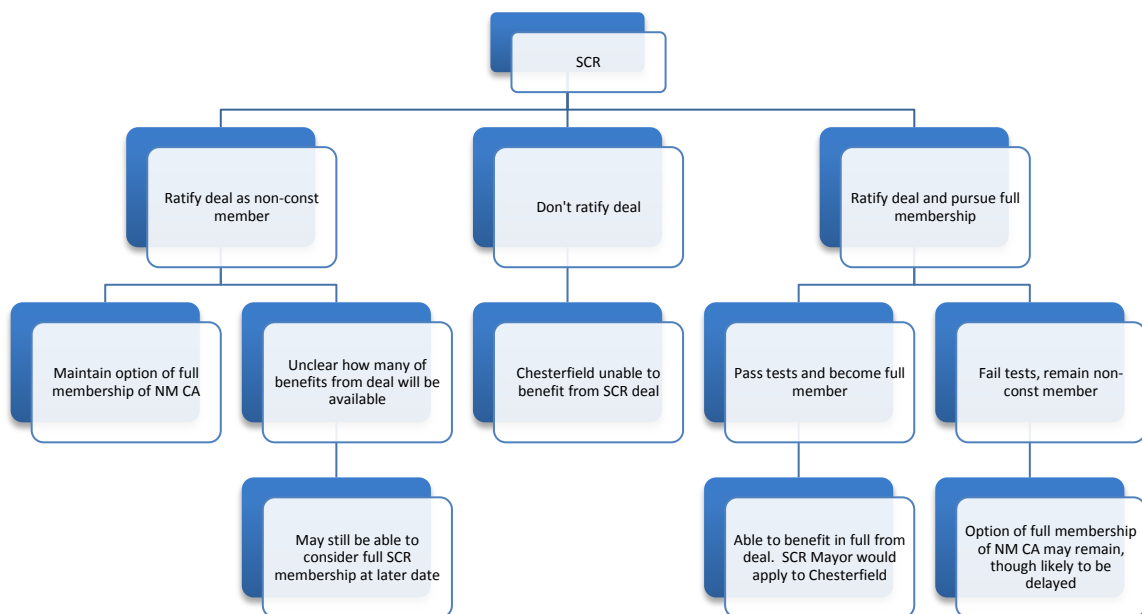 SCR
Ratify deal as non-const
member
Don't ratify deal
Ratify deal and pursue full
membership
Maintain option of full
membership of NM CA
Unclear how many of
benefits from deal will be
available
Chesterfield unable to
benefit from SCR deal
Pass tests and become full
member
Fail tests, remain non-
const member
May still be able to
consider full SCR
membership at later date
Able to benefit in full from
deal.  SCR Mayor would
apply to Chesterfield
Option of full membership
of NM CA may remain,
though likely to be
delayed